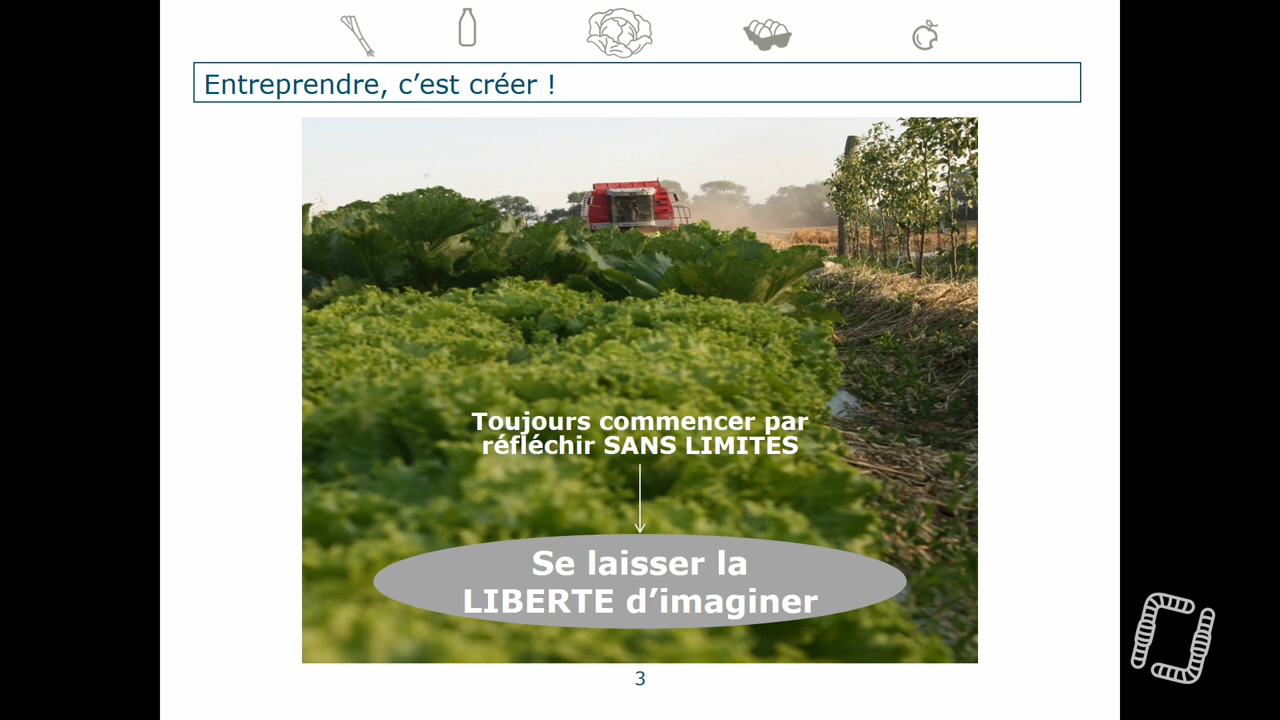 Entreprendre, c’est créer !
Toujours commencer par
réfléchir SANS LIMITES
Se laisser la
LIBERTE d’imaginer
3